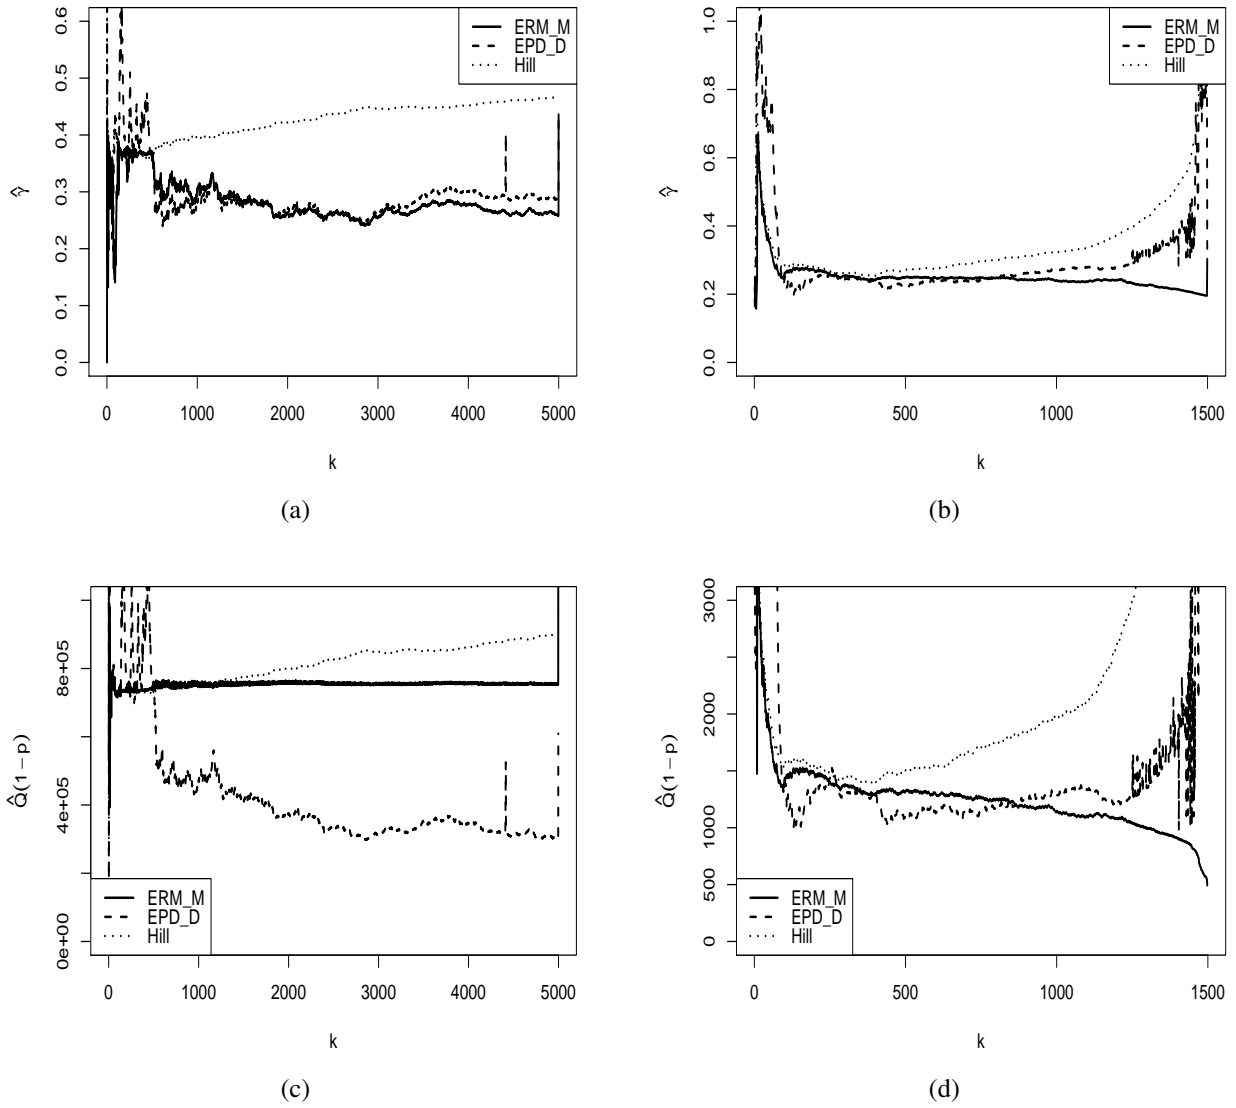 0.0 0.1 0.2 0.3 0.4 0.5 0.6
γ̂
ERM_M
EPD_D
Hill
0 1000 2000 3000 4000 5000
k
(a)
0.0 0.2 0.4 0.6 0.8 1.0
γ̂
ERM_M
EPD_D
Hill
0 500 1000 1500
k
(b)
0e+00 4e+05 8e+05
Q̂(1−p)
ERM_M
EPD_D
Hill
0 1000 2000 3000 4000 5000
k
(c)
0 500 1000 2000 3000
Q̂(1−p)
ERM_M
EPD_D
Hill
0 500 1000 1500
k
(d)